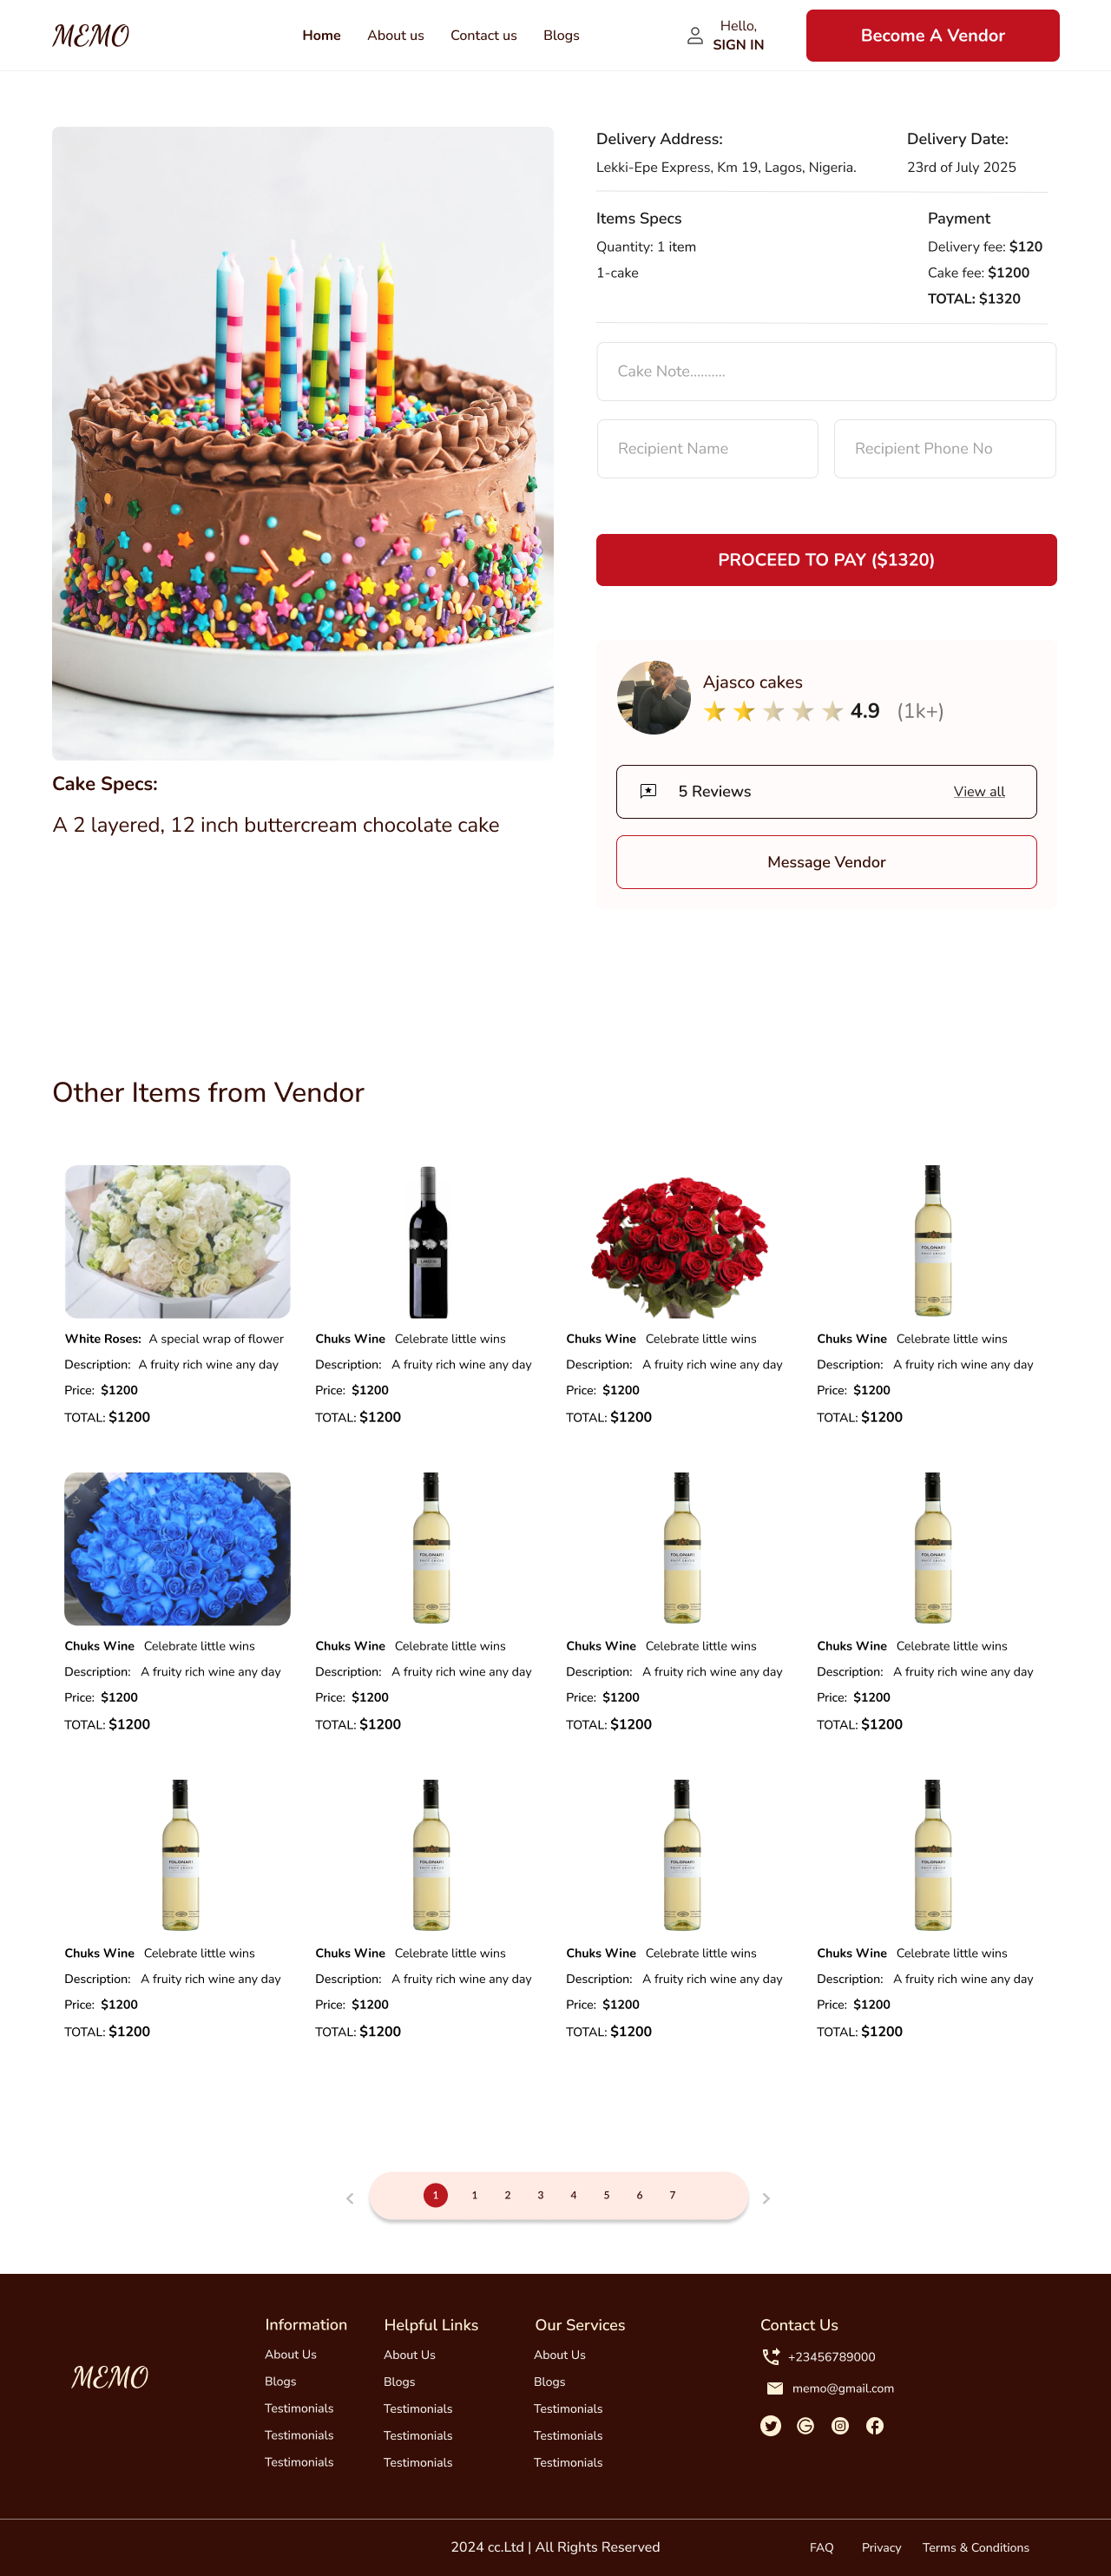 MEMO
Home About us Contact us Blogs
Hello,
SIGN IN
Become A Vendor
Delivery Address:
Lekki-Epe Express, Km 19, Lagos, Nigeria.
Delivery Date:
23rd of July 2025
Items Specs
Quantity: 1 item
1-cake
Payment
Delivery fee: $120
Cake fee: $1200
TOTAL: $1320
Cake Note..........
Recipient Name
Recipient Phone No
PROCEED TO PAY ($1320)
Cake Specs:
A 2 layered, 12 inch buttercream chocolate cake
Ajasco cakes
4.9 (1k+)
5 Reviews View all
Message Vendor
Other Items from Vendor
White Roses: A special wrap of flower
Description: A fruity rich wine any day
Price: $1200
TOTAL: $1200
Chuks Wine Celebrate little wins
Description: A fruity rich wine any day
Price: $1200
TOTAL: $1200
Chuks Wine Celebrate little wins
Description: A fruity rich wine any day
Price: $1200
TOTAL: $1200
Chuks Wine Celebrate little wins
Description: A fruity rich wine any day
Price: $1200
TOTAL: $1200
Chuks Wine Celebrate little wins
Description: A fruity rich wine any day
Price: $1200
TOTAL: $1200
Chuks Wine Celebrate little wins
Description: A fruity rich wine any day
Price: $1200
TOTAL: $1200
Chuks Wine Celebrate little wins
Description: A fruity rich wine any day
Price: $1200
TOTAL: $1200
Chuks Wine Celebrate little wins
Description: A fruity rich wine any day
Price: $1200
TOTAL: $1200
Chuks Wine Celebrate little wins
Description: A fruity rich wine any day
Price: $1200
TOTAL: $1200
Chuks Wine Celebrate little wins
Description: A fruity rich wine any day
Price: $1200
TOTAL: $1200
Chuks Wine Celebrate little wins
Description: A fruity rich wine any day
Price: $1200
TOTAL: $1200
Chuks Wine Celebrate little wins
Description: A fruity rich wine any day
Price: $1200
TOTAL: $1200
1 1 2 3 4 5 6 7
MEMO
Information
About Us
Blogs
Testimonials
Testimonials
Testimonials
Helpful Links
About Us
Blogs
Testimonials
Testimonials
Testimonials
Our Services
About Us
Blogs
Testimonials
Testimonials
Testimonials
Contact Us
+23456789000
memo@gmail.com
2024 cc.Ltd | All Rights Reserved
FAQ Privacy Terms & Conditions